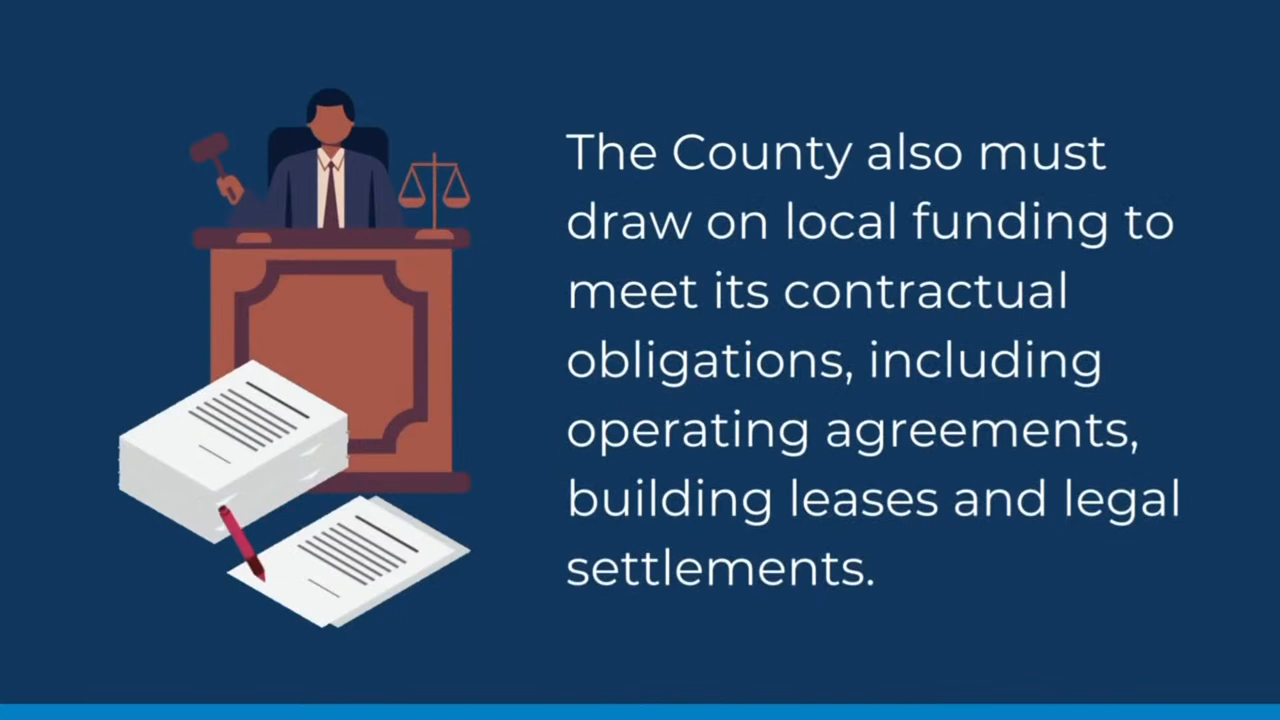 The County also must
draw on local funding to
meet its contractual
obligations, including
operating agreements,
building leases and legal
settlements.